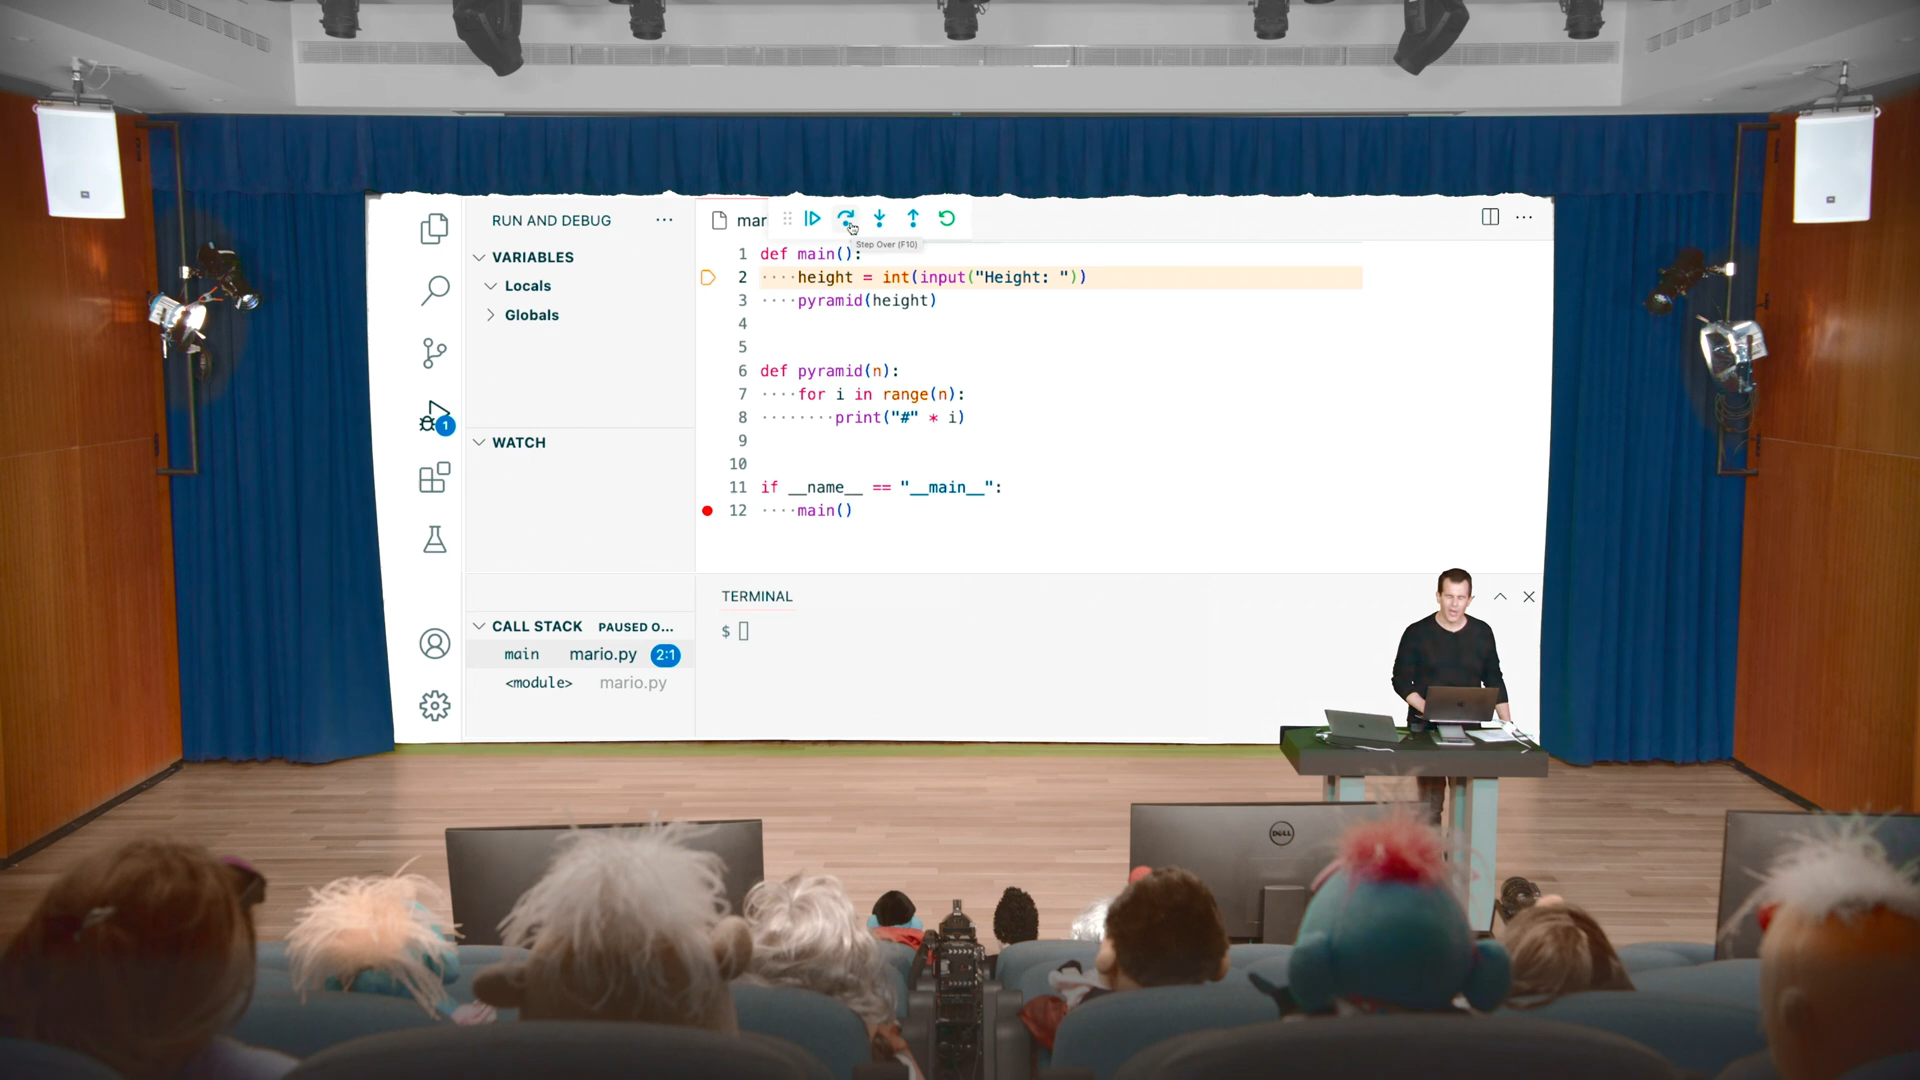 RUN AND DEBUG ···
VARIABLES
Locals
Globals
WATCH
CALL STACK PAUSED O...
main mario.py 2:1
<module> mario.py
1
mar
Step Over (F10)
1 def main():
2 ····height = int(input("Height: "))
3 ····pyramid(height)
4
5
6 def pyramid(n):
7 ····for i in range(n):
8 ········print("#" * i)
9
10
11 if __name__ == "__main__":
12 ····main()
TERMINAL
$
DELL